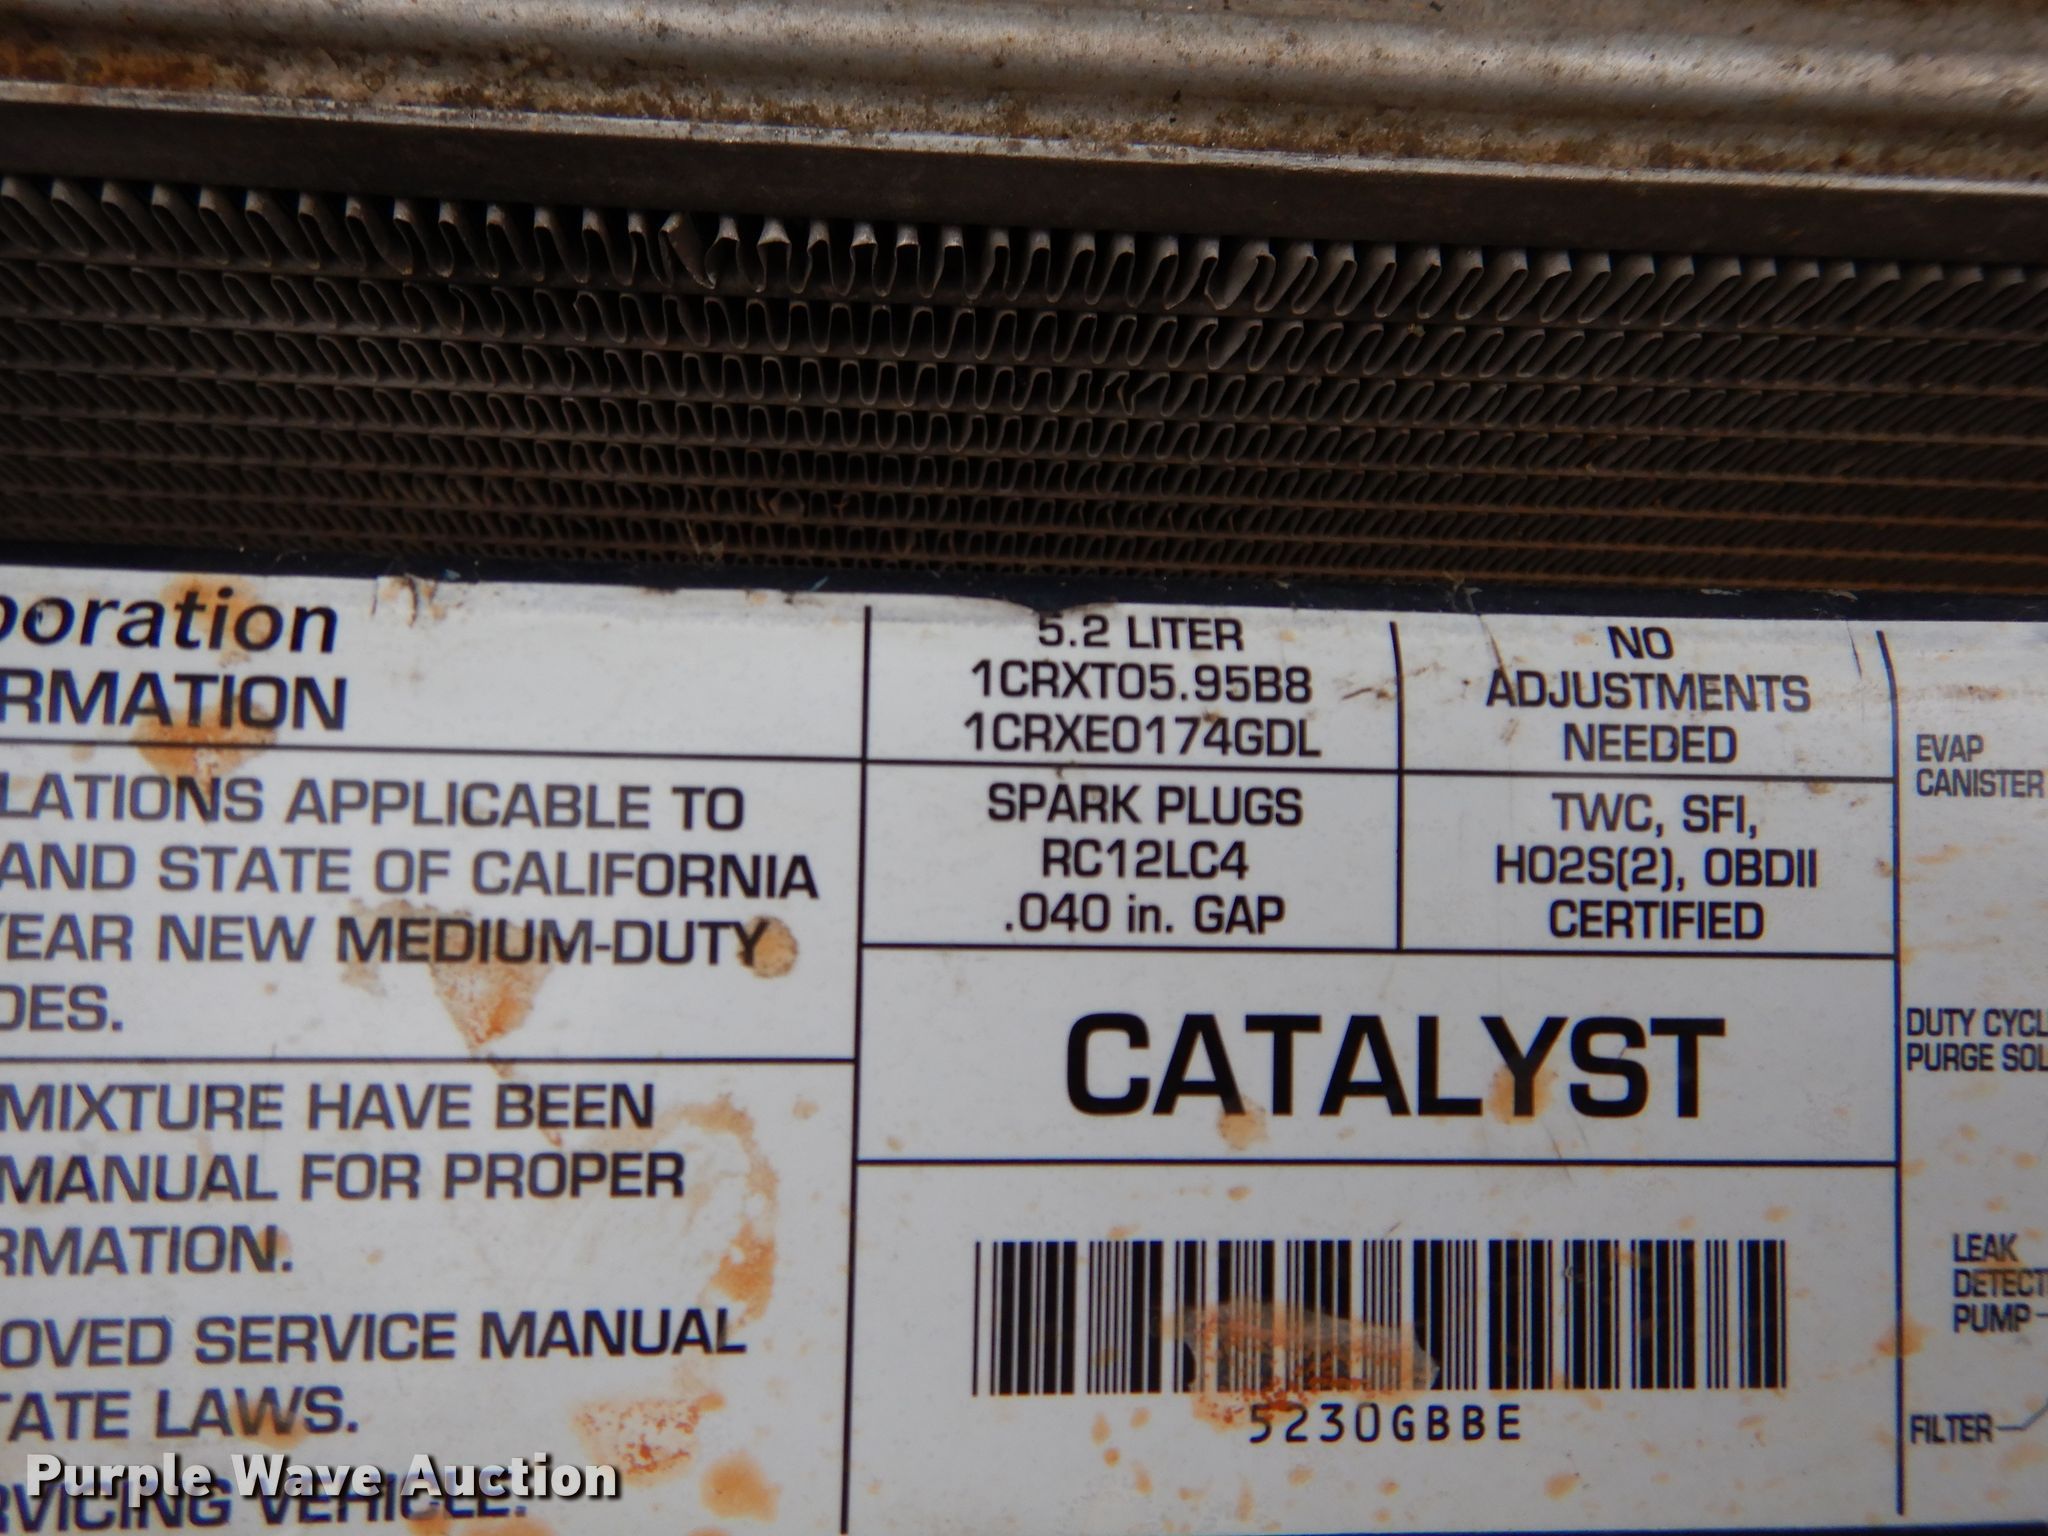 poration
RMATION
LATIONS APPLICABLE TO
AND STATE OF CALIFORNIA
YEAR NEW MEDIUM-DUTY
DES.
MIXTURE HAVE BEEN
MANUAL FOR PROPER
RMATION.
OVED SERVICE MANUAL
TATE LAWS.
RVICING VEHICLE.
5.2 LITER
1CRXT05.95B8
1CRXE0174GDL
SPARK PLUGS
RC12LC4
.040 in. GAP
NO
ADJUSTMENTS
NEEDED
TWC, SFI,
HO2S(2), OBDII
CERTIFIED
CATALYST
5230GBBE
EVAP
CANISTER
DUTY CYCL
PURGE SOL
LEAK
DETECT
PUMP
FILTER
Purple Wave Auction